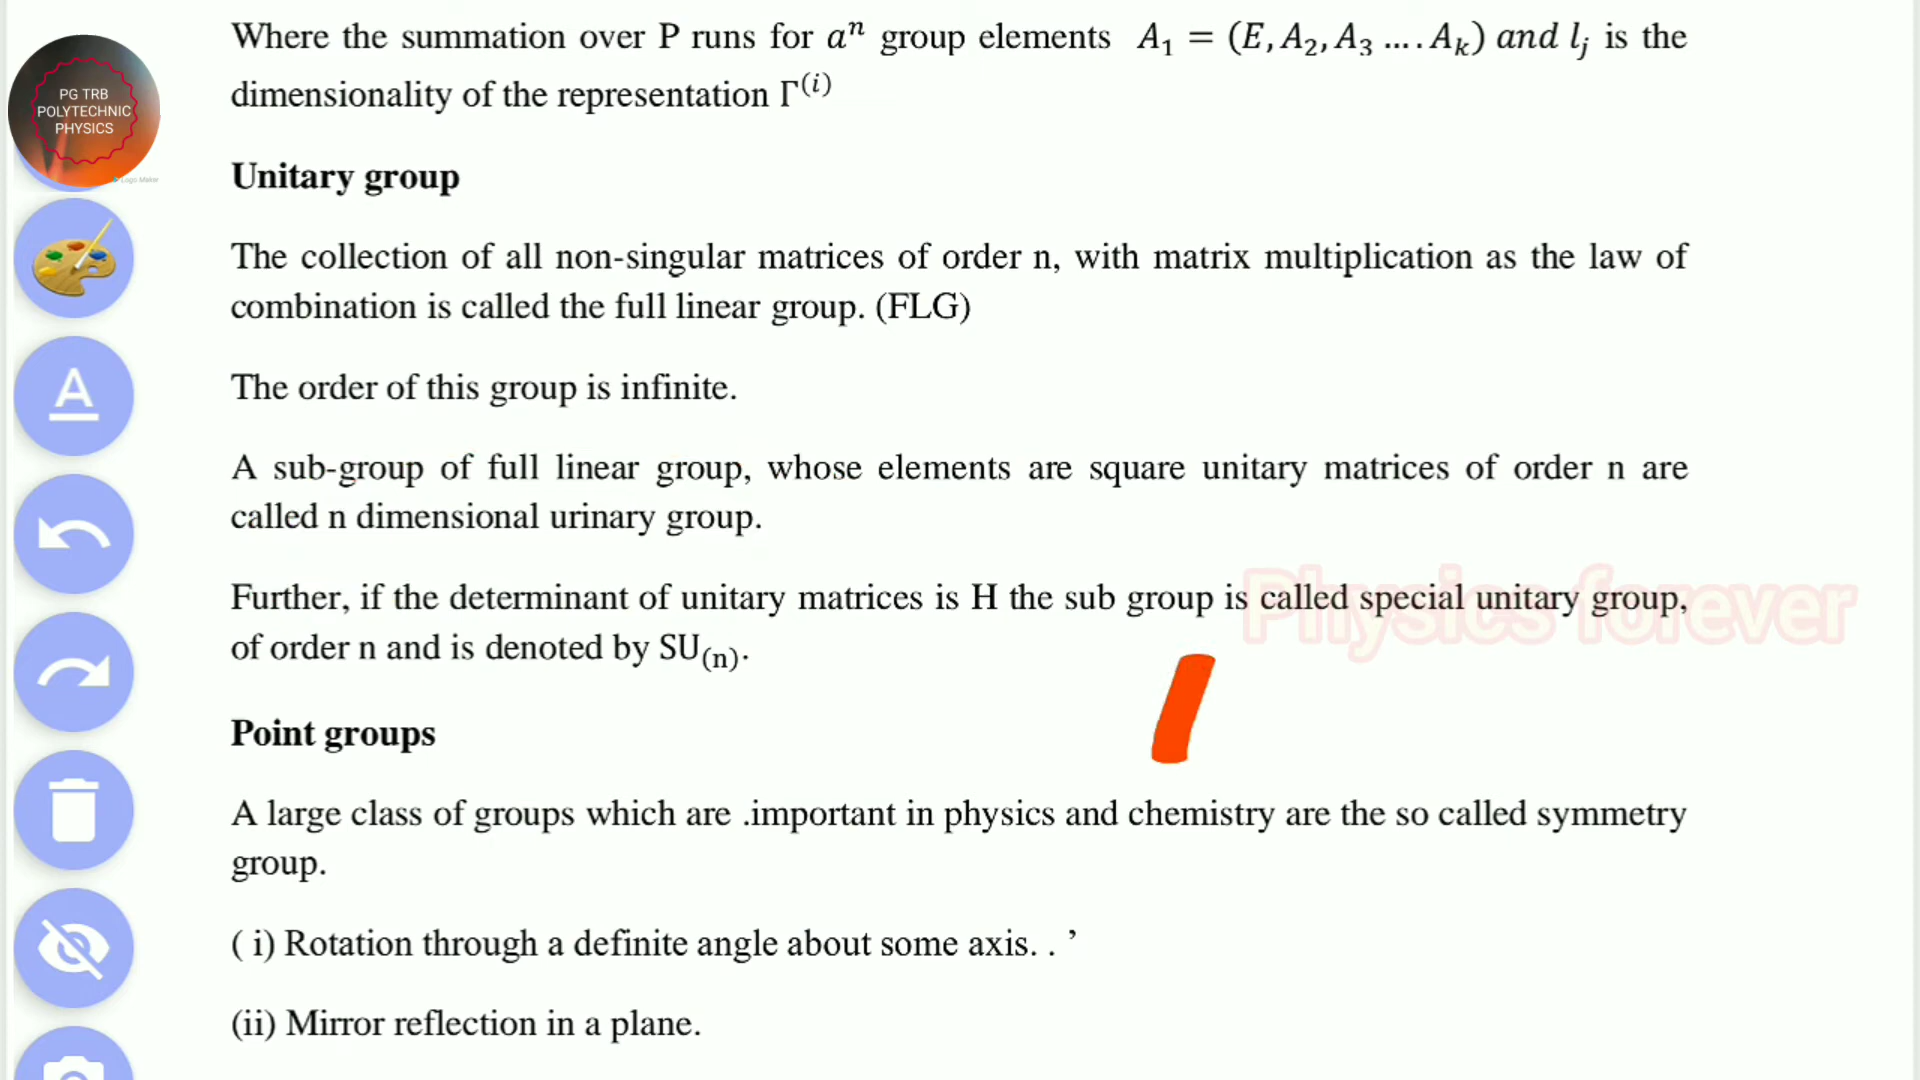 Where the summation over P runs for aⁿ group elements A₁ = (E, A₂, A₃ .... Aₖ) and lⱼ is the
dimensionality of the representation Γ⁽ⁱ⁾
PG TRB
POLYTECHNIC
PHYSICS
Logo Maker
Unitary group
The collection of all non-singular matrices of order n, with matrix multiplication as the law of
combination is called the full linear group. (FLG)
A
The order of this group is infinite.
A sub-group of full linear group, whose elements are square unitary matrices of order n are
called n dimensional urinary group.
Physics forever
Further, if the determinant of unitary matrices is H the sub group is called special unitary group,
of order n and is denoted by SU₍ₙ₎.
Point groups
A large class of groups which are .important in physics and chemistry are the so called symmetry
group.
( i) Rotation through a definite angle about some axis. . ’
(ii) Mirror reflection in a plane.